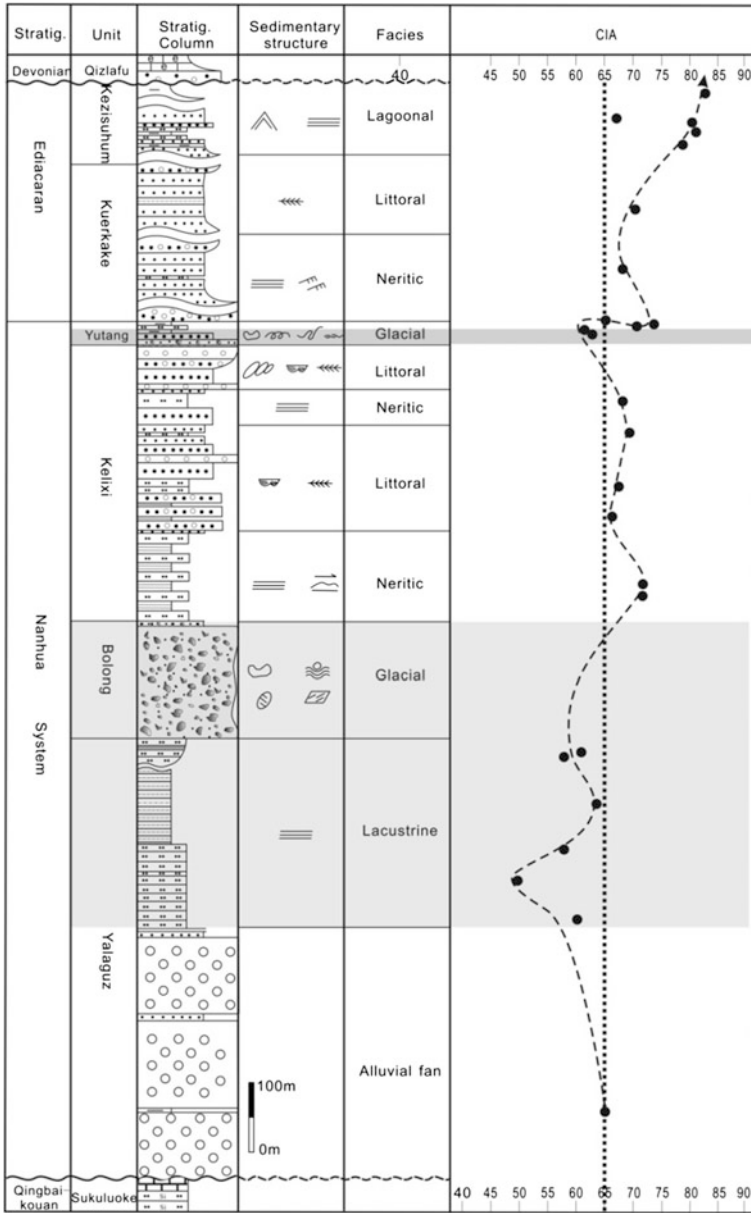 Stratig.
Unit
Stratig.
Column
Sedimentary
structure
Facies
CIA
Devonian
Qizlafu
40
45 50 55 60 65 70 75 80 85 90
Ediacaran
Kezisuhum
Lagoonal
Kuerkake
Littoral
Neritic
Nanhua
System
Yutang
Glacial
Kelixi
Littoral
Neritic
Littoral
Neritic
Bolong
Glacial
Yalaguz
Lacustrine
Alluvial fan
100m
0m
Qingbai-
kouan
Sukuluoke
40 45 50 55 60 65 70 75 80 85 90